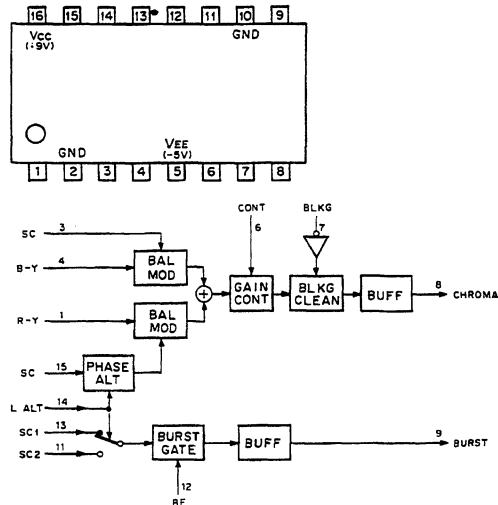 16 15 14 13 12 11 10 9
VCC GND
(+9V)
GND VEE
(-5V)
1 2 3 4 5 6 7 8
CONT BLKG
6 7
SC 3
B-Y 4
BAL MOD
R-Y 1
BAL MOD
+
GAIN CONT
BLKG CLEAN
BUFF
8 CHROMA
SC 15
PHASE ALT
L ALT 14
SC1 13
SC2 11
BURST GATE
BUFF
9 BURST
12
BF